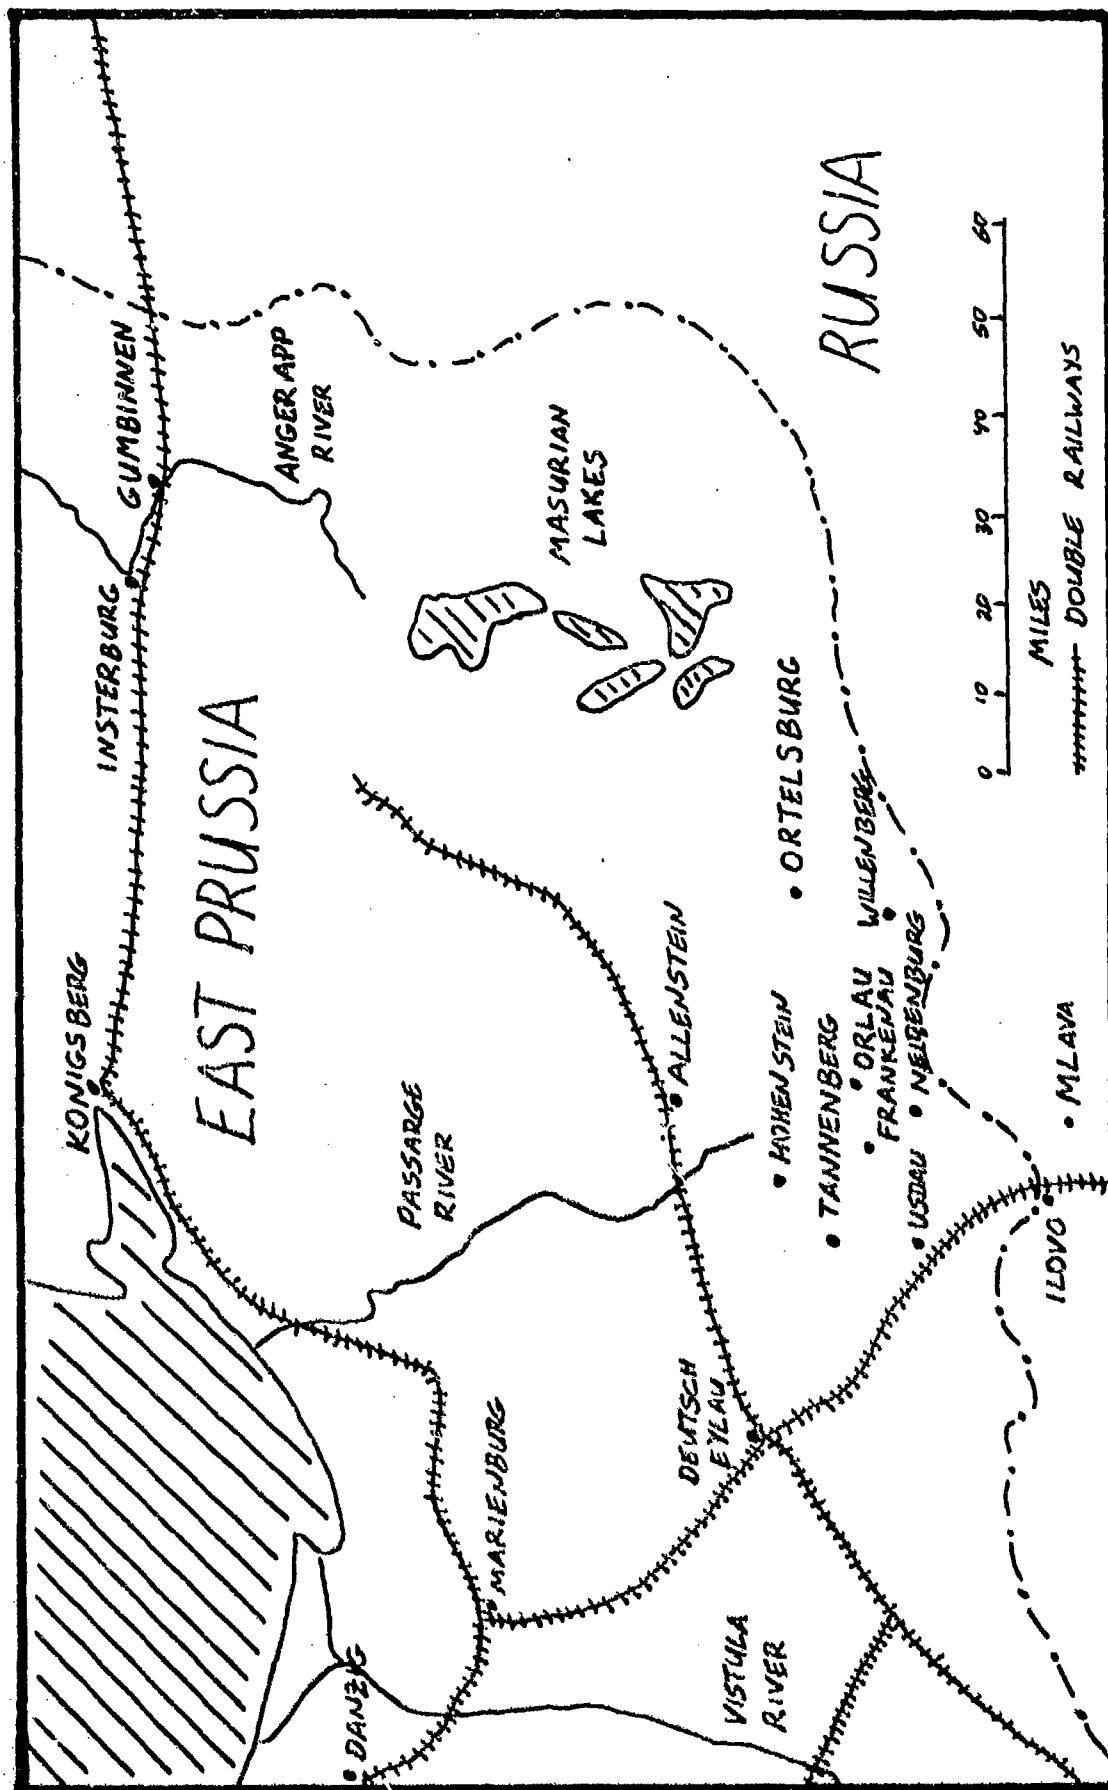 KONIGSBERG
INSTERBURG
GUMBINNEN
EAST PRUSSIA
ANGERAPP
RIVER
DANZIG
PASSARGE
RIVER
MARIENBURG
MASURIAN
LAKES
DEUTSCH
EYLAU
ALLENSTEIN
VISTULA
RIVER
HOHENSTEIN
ORTELSBURG
TANNENBERG
ORLAU
WILLENBERG
FRANKENAU
USDAU
NEIDENBURG
RUSSIA
ILOVO
MLAVA
0 10 20 30 40 50 60
MILES
DOUBLE RAILWAYS